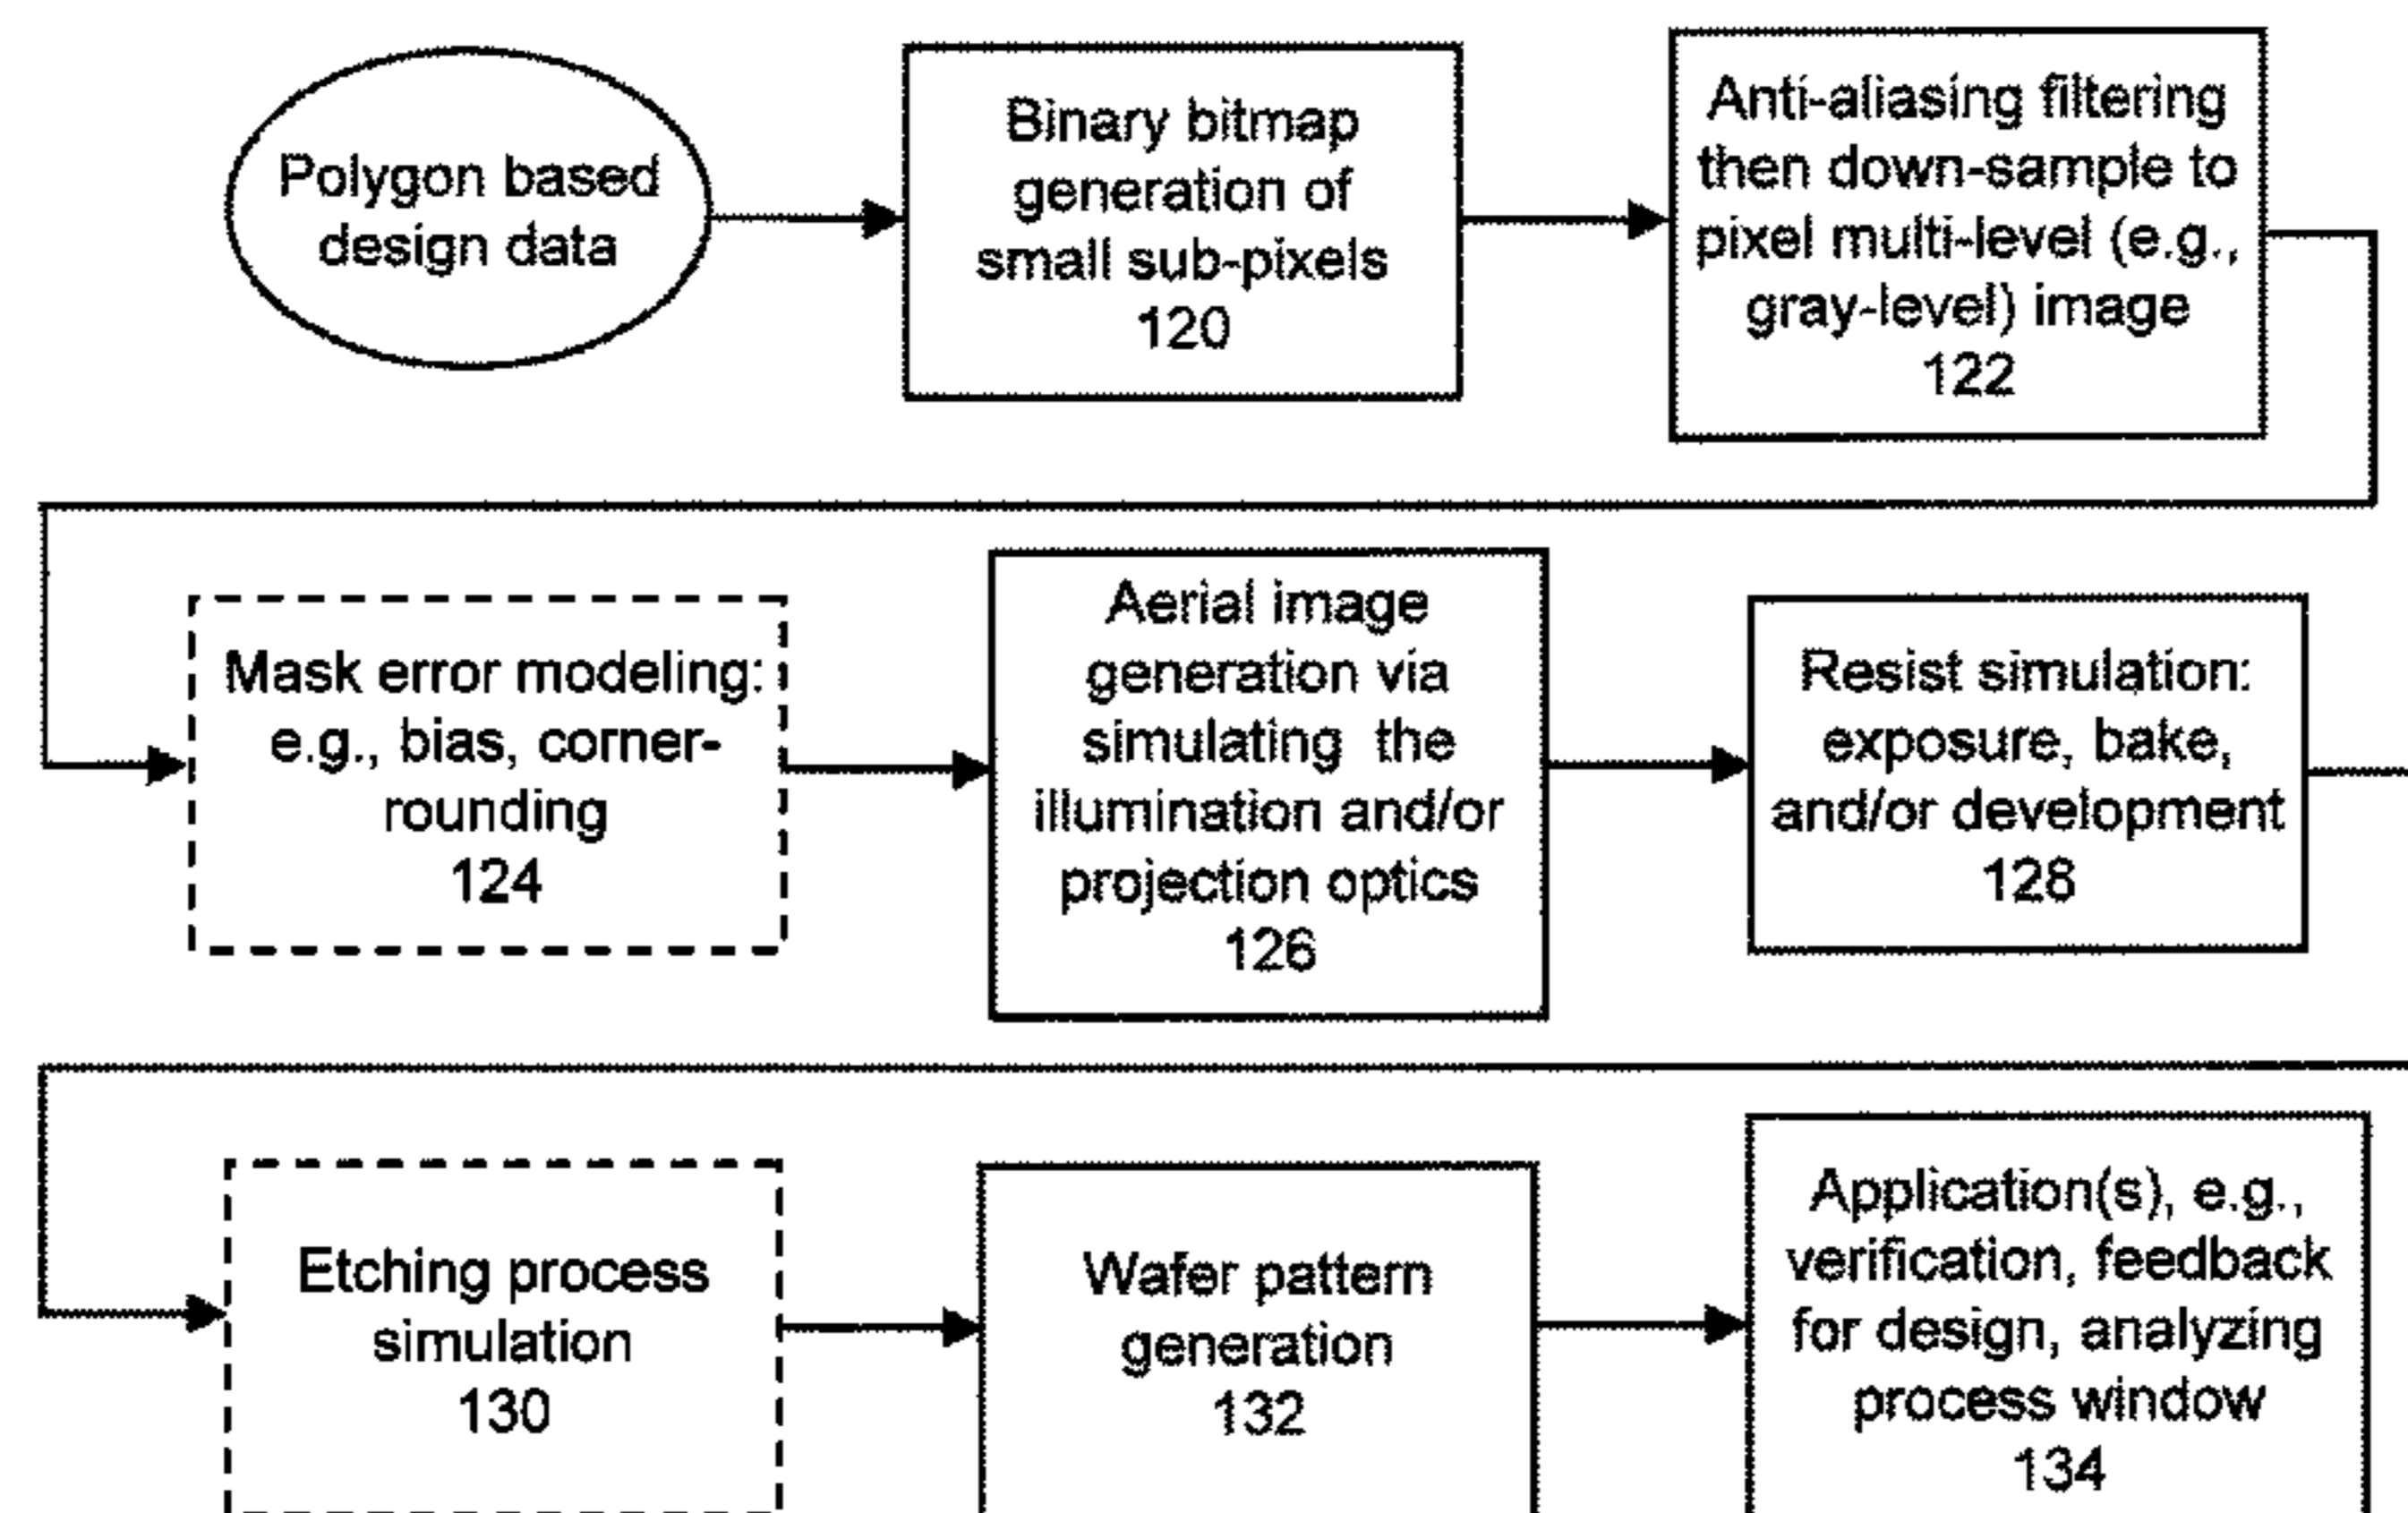 Polygon based
design data
Binary bitmap
generation of
small sub-pixels
120
Anti-aliasing filtering
then down-sample to
pixel multi-level (e.g.,
gray-level) image
122
Mask error modeling:
e.g., bias, corner-
rounding
124
Aerial image
generation via
simulating the
illumination and/or
projection optics
126
Resist simulation:
exposure, bake,
and/or development
128
Etching process
simulation
130
Wafer pattern
generation
132
Application(s), e.g.,
verification, feedback
for design, analyzing
process window
134